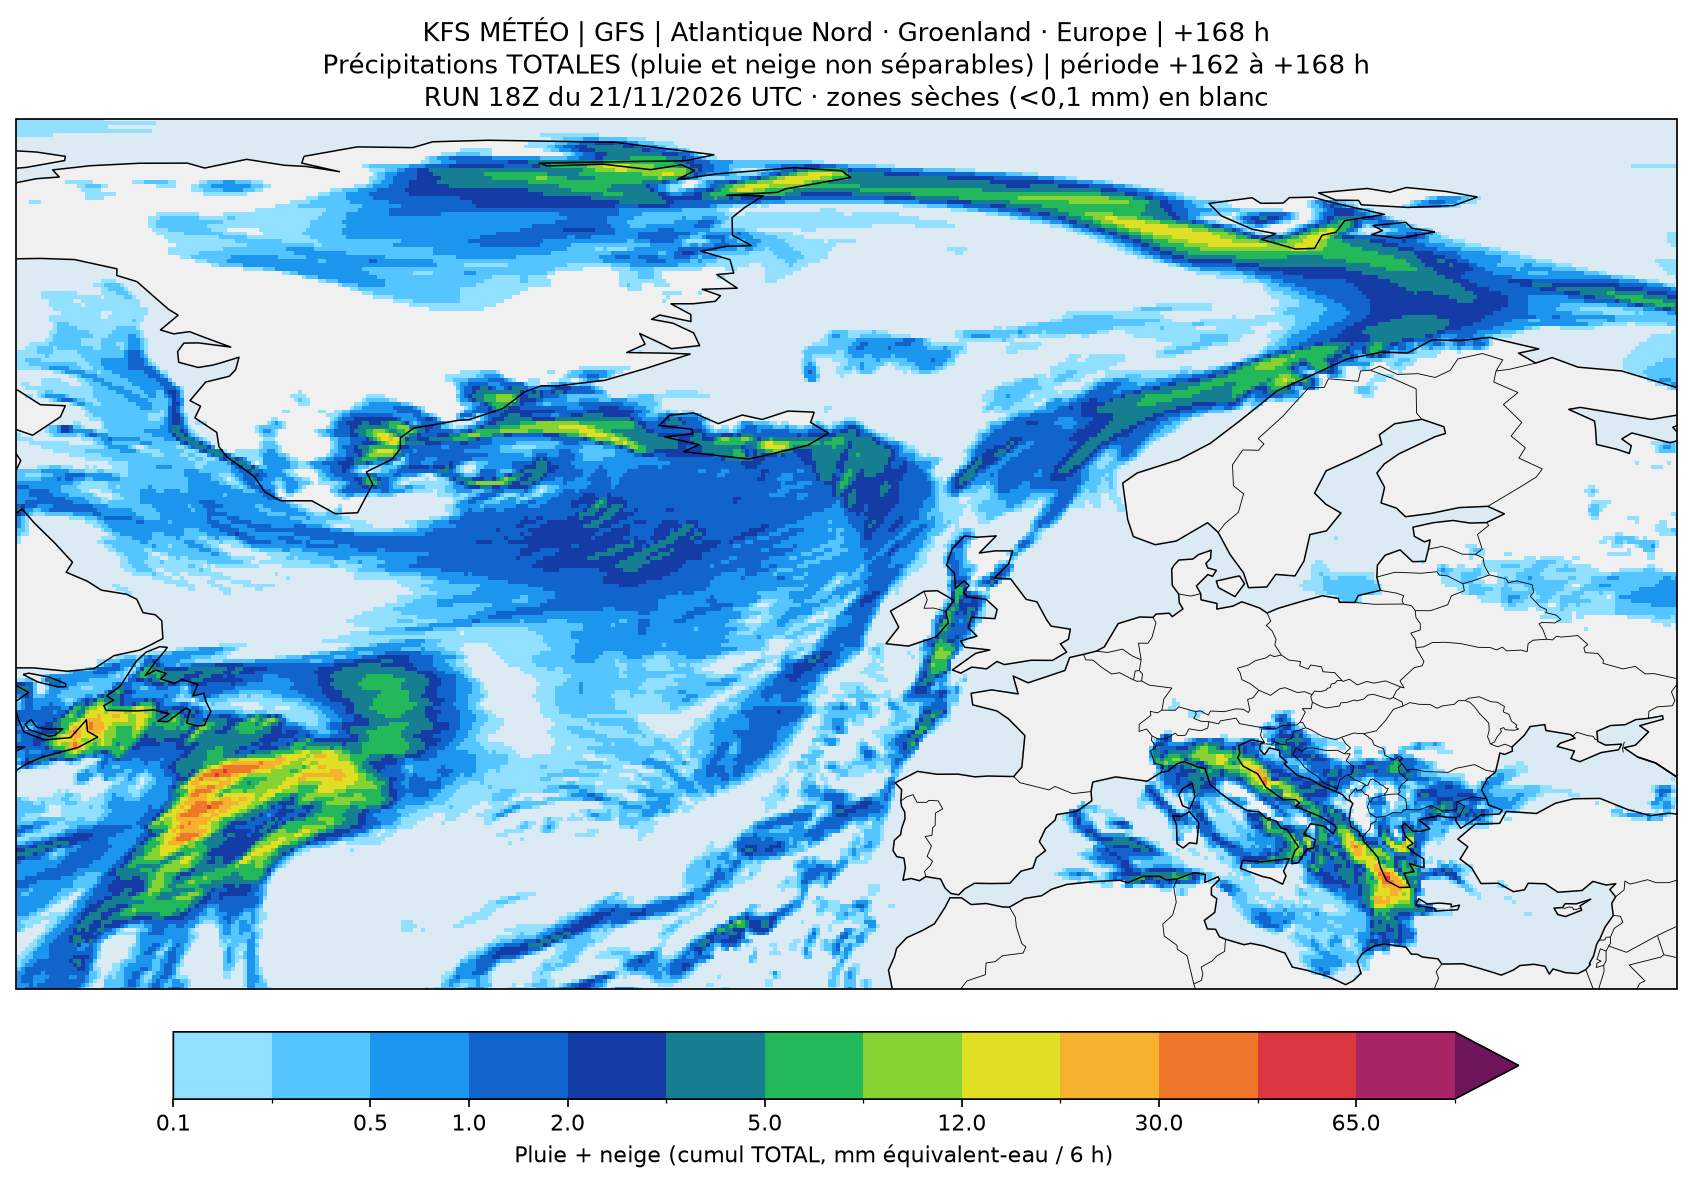 KFS MÉTÉO | GFS | Atlantique Nord · Groenland · Europe | +168 h
Précipitations TOTALES (pluie et neige non séparables) | période +162 à +168 h
RUN 18Z du 21/11/2026 UTC · zones sèches (<0,1 mm) en blanc
0.1 0.5 1.0 2.0 5.0 12.0 30.0 65.0
Pluie + neige (cumul TOTAL, mm équivalent-eau / 6 h)